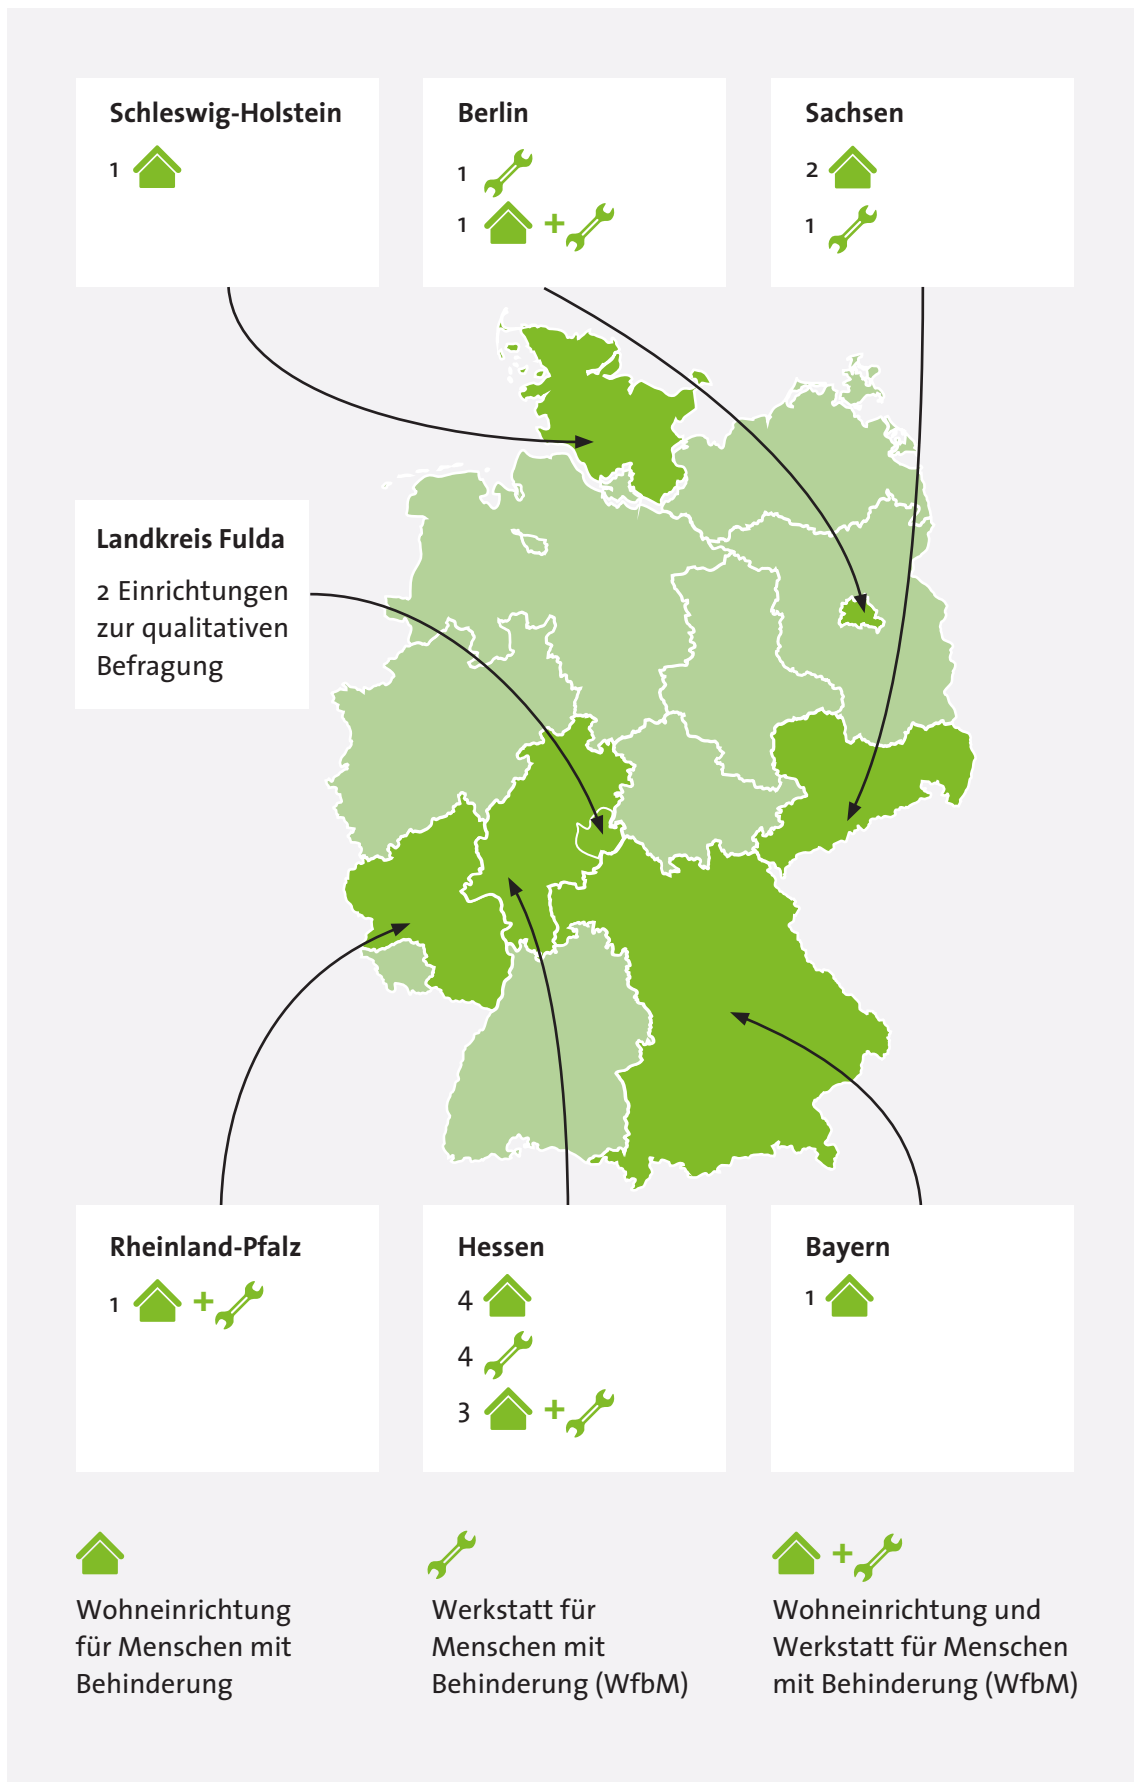 Schleswig-Holstein
1
Berlin
1
1 +
Sachsen
2
1
Landkreis Fulda
2 Einrichtungen
zur qualitativen
Befragung
Rheinland-Pfalz
1 +
Hessen
4
4
3 +
Bayern
1
Wohneinrichtung
für Menschen mit
Behinderung
Werkstatt für
Menschen mit
Behinderung (WfbM)
+
Wohneinrichtung und
Werkstatt für Menschen
mit Behinderung (WfbM)